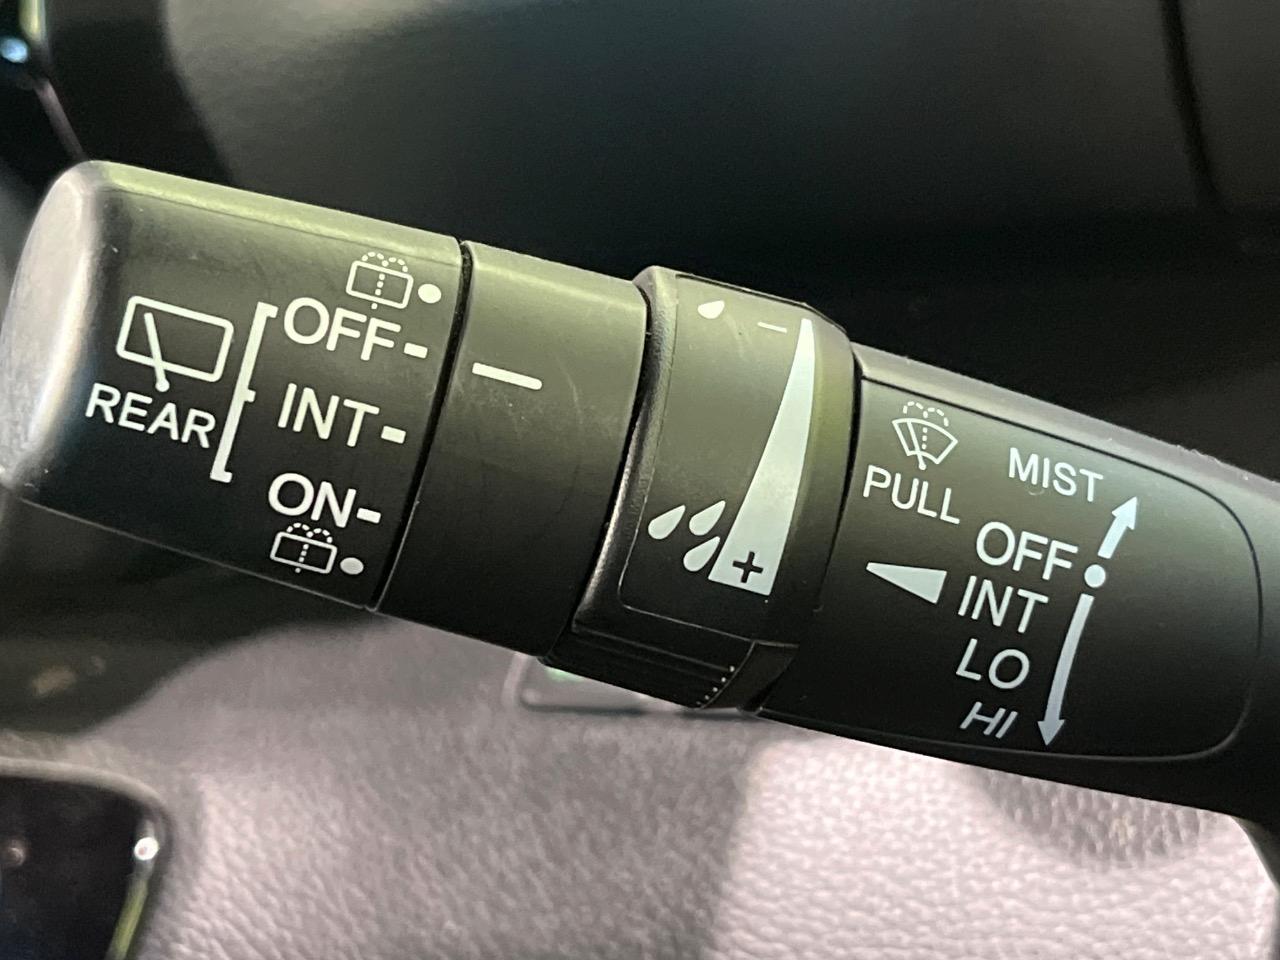 REAR
OFF
INT
ON
PULL
MIST
OFF
INT
LO
HI